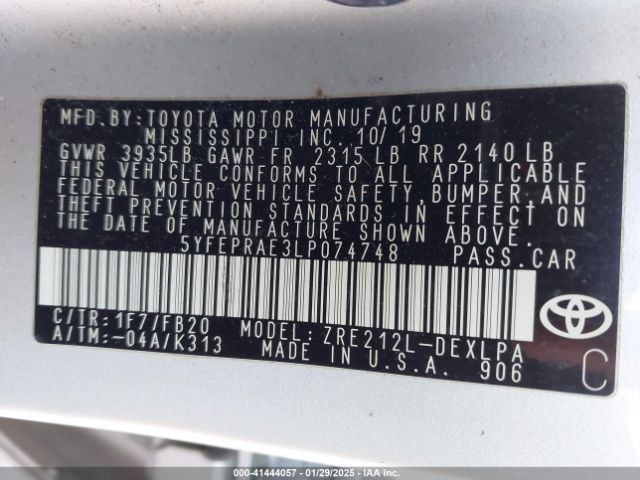 MFD.BY:TOYOTA MOTOR MANUFACTURING
MISSISSIPPI INC. 10/19
GVWR 3935LB GAWR FR 2315 LB RR 2140 LB
THIS VEHICLE CONFORMS TO ALL APPLICABLE
FEDERAL MOTOR VEHICLE SAFETY,BUMPER,AND
THEFT PREVENTION STANDARDS IN EFFECT ON
THE DATE OF MANUFACTURE SHOWN ABOVE.
5YFEPRAE3LP074748 PASS.CAR
C/TR:1F7/FB20 MODEL:ZRE212L-DEXLPA
A/TM:-04A/K313 MADE IN U.S.A. 906
TOYOTA
C
000-41444057 - 01/29/2025 - IAA Inc.